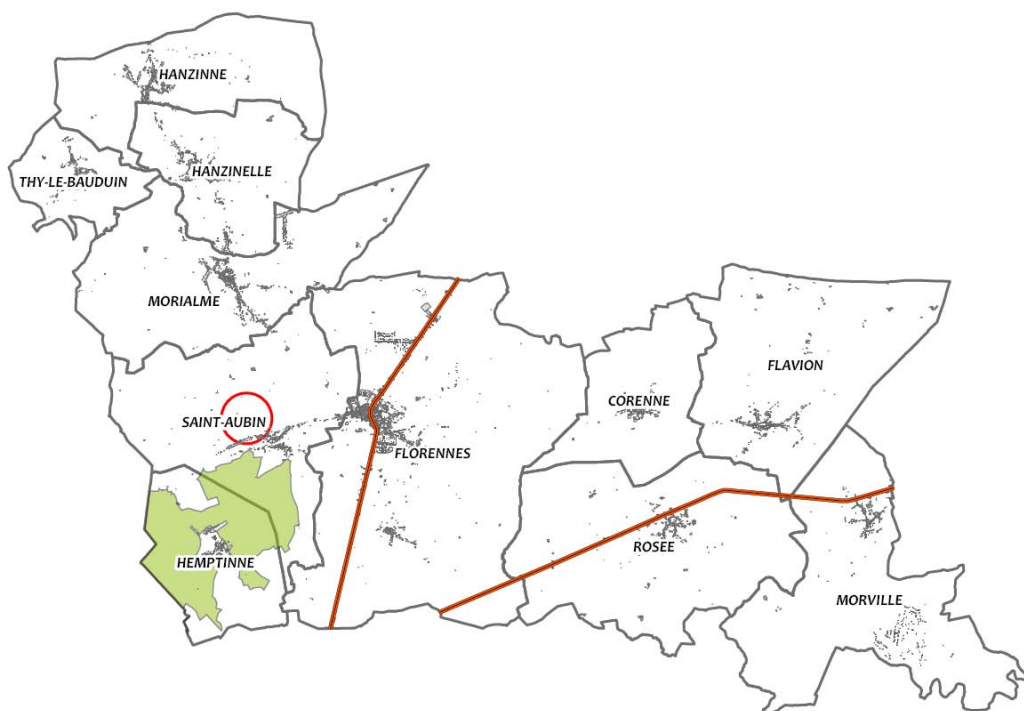 HANZINNE
HANZINELLE
THY-LE-BAUDUIN
MORIALME
FLAVION
CORENNE
SAINT-AUBIN
FLORENNES
ROSEE
HEMPTINNE
MORVILLE